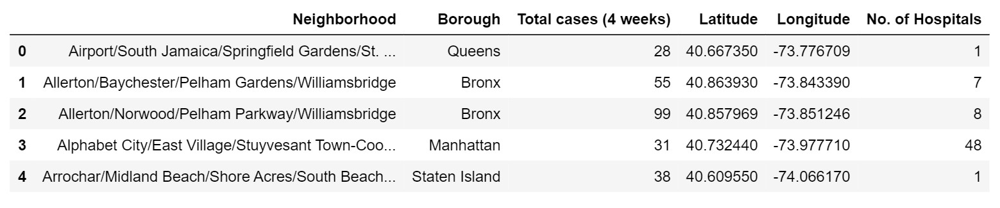 Neighborhood Borough Total cases (4 weeks) Latitude Longitude No. of Hospitals
0 Airport/South Jamaica/Springfield Gardens/St. ... Queens 28 40.667350 -73.776709 1
1 Allerton/Baychester/Pelham Gardens/Williamsbridge Bronx 55 40.863930 -73.843390 7
2 Allerton/Norwood/Pelham Parkway/Williamsbridge Bronx 99 40.857969 -73.851246 8
3 Alphabet City/East Village/Stuyvesant Town-Coo... Manhattan 31 40.732440 -73.977710 48
4 Arrochar/Midland Beach/Shore Acres/South Beach... Staten Island 38 40.609550 -74.066170 1